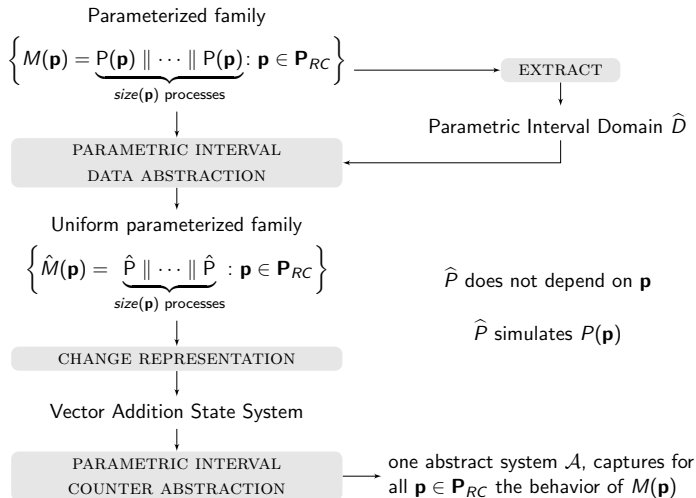 Parameterized family
{ M(p) = P(p) ∥ ··· ∥ P(p) : p ∈ P_RC }
size(p) processes
EXTRACT
Parametric Interval Domain D̂
PARAMETRIC INTERVAL
DATA ABSTRACTION
Uniform parameterized family
{ M̂(p) = P̂ ∥ ··· ∥ P̂ : p ∈ P_RC }
size(p) processes
P̂ does not depend on p
P̂ simulates P(p)
CHANGE REPRESENTATION
Vector Addition State System
PARAMETRIC INTERVAL
COUNTER ABSTRACTION
one abstract system 𝒜, captures for
all p ∈ P_RC the behavior of M(p)